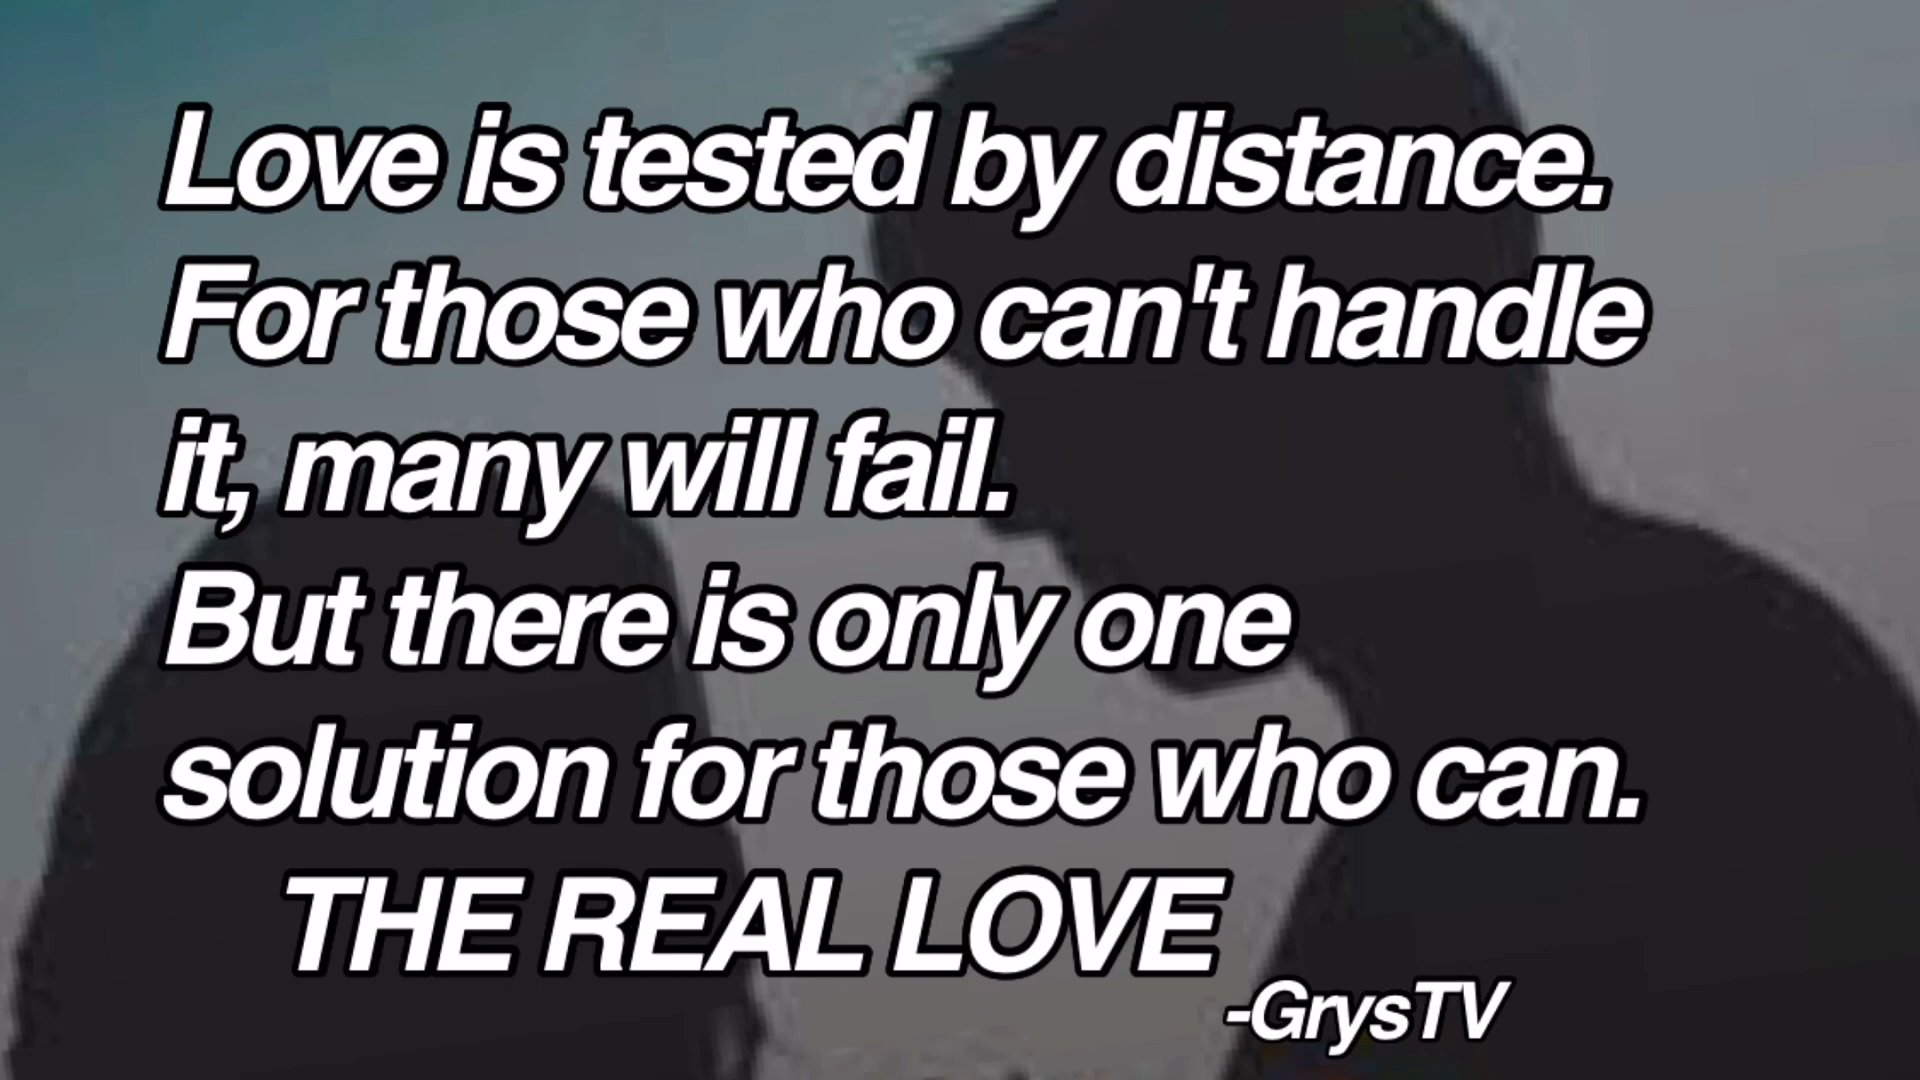 Love is tested by distance.
For those who can't handle
it, many will fail.
But there is only one
solution for those who can.
THE REAL LOVE
-GrysTV